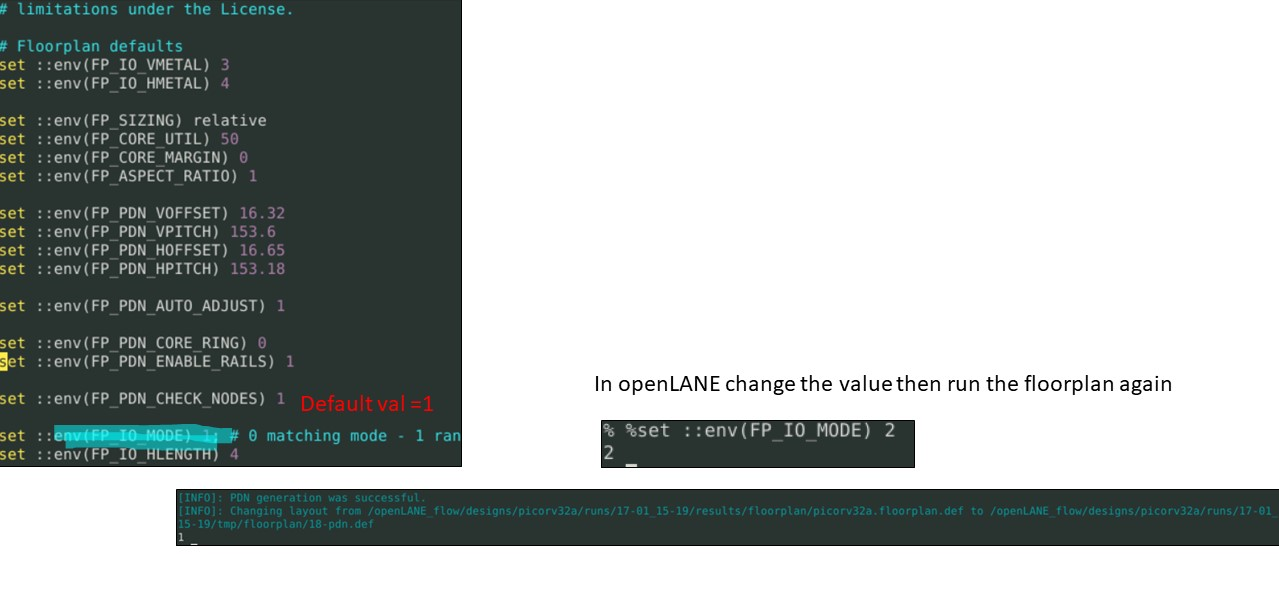 # limitations under the License.
# Floorplan defaults
set ::env(FP_IO_VMETAL) 3
set ::env(FP_IO_HMETAL) 4
set ::env(FP_SIZING) relative
set ::env(FP_CORE_UTIL) 50
set ::env(FP_CORE_MARGIN) 0
set ::env(FP_ASPECT_RATIO) 1
set ::env(FP_PDN_VOFFSET) 16.32
set ::env(FP_PDN_VPITCH) 153.6
set ::env(FP_PDN_HOFFSET) 16.65
set ::env(FP_PDN_HPITCH) 153.18
set ::env(FP_PDN_AUTO_ADJUST) 1
set ::env(FP_PDN_CORE_RING) 0
set ::env(FP_PDN_ENABLE_RAILS) 1
set ::env(FP_PDN_CHECK_NODES) 1
Default val =1
set ::env(FP_IO_MODE) 1; # 0 matching mode - 1 ran
set ::env(FP_IO_HLENGTH) 4
In openLANE change the value then run the floorplan again
% %set ::env(FP_IO_MODE) 2
2
[INFO]: PDN generation was successful.
[INFO]: Changing layout from /openLANE_flow/designs/picorv32a/runs/17-01_15-19/results/floorplan/picorv32a.floorplan.def to /openLANE_flow/designs/picorv32a/runs/17-01_
15-19/tmp/floorplan/18-pdn.def
1